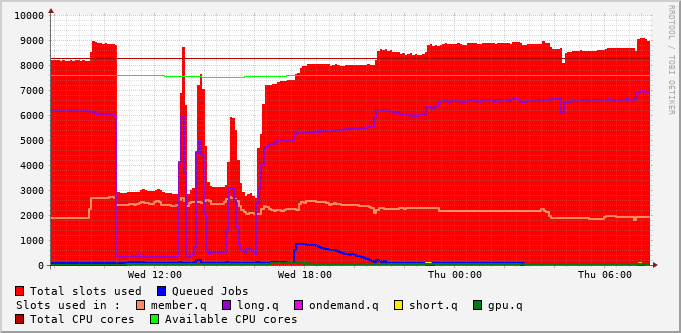 10000
9000
8000
7000
6000
5000
4000
3000
2000
1000
0
Wed 12:00 Wed 18:00 Thu 00:00 Thu 06:00
Total slots used Queued Jobs
Slots used in : member.q long.q ondemand.q short.q gpu.q
Total CPU cores Available CPU cores
RRDTOOL / TOBI OETIKER